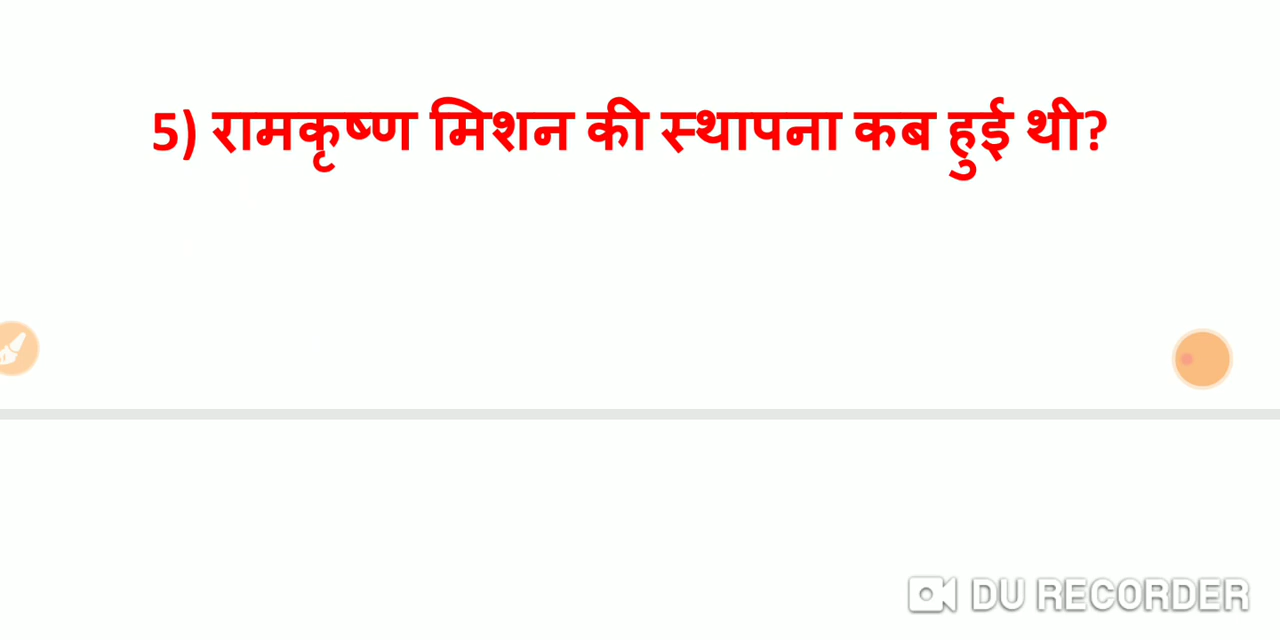 5) रामकृष्ण मिशन की स्थापना कब हुई थी?
DU RECORDER